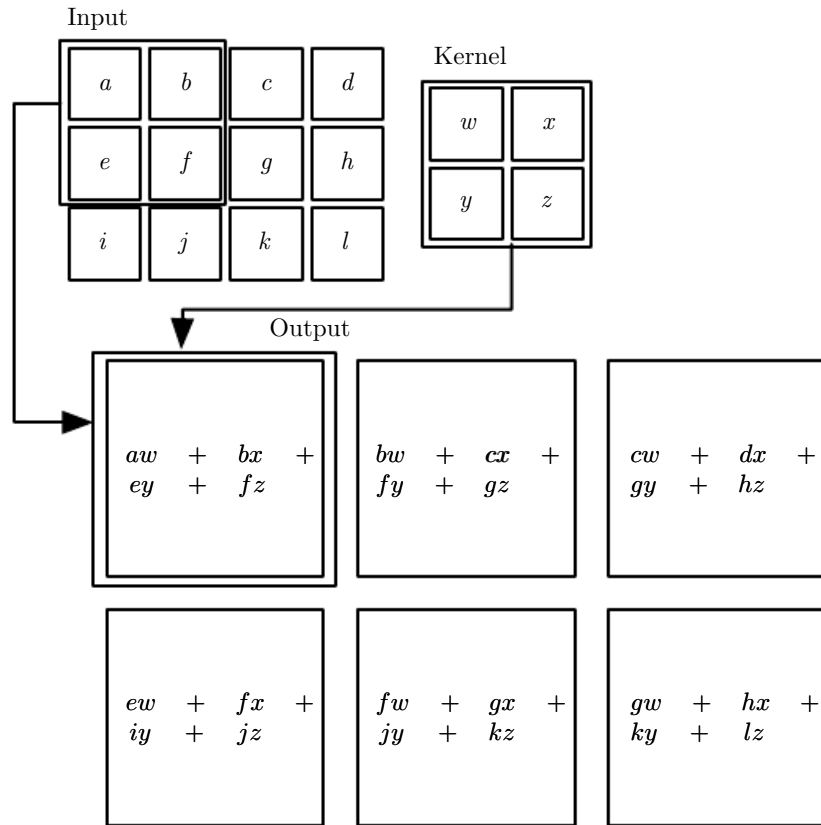 Input
a b c d
e f g h
i j k l
Kernel
w x
y z
Output
aw + bx +
ey + fz
bw + cx +
fy + gz
cw + dx +
gy + hz
ew + fx +
iy + jz
fw + gx +
jy + kz
gw + hx +
ky + lz